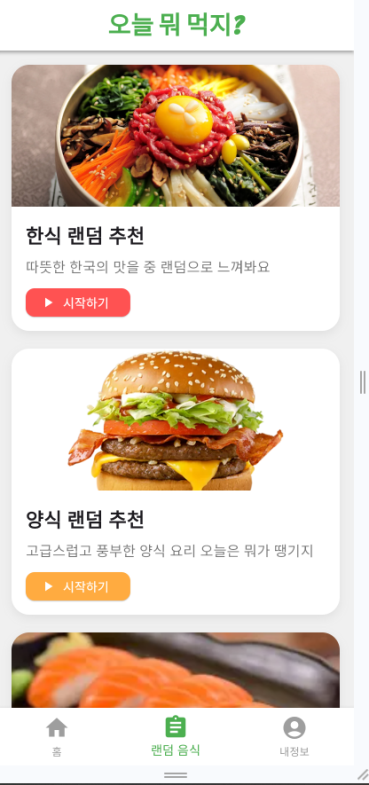 오늘 뭐 먹지?
한식 랜덤 추천
따뜻한 한국의 맛을 중 랜덤으로 느껴봐요
시작하기
양식 랜덤 추천
고급스럽고 풍부한 양식 요리 오늘은 뭐가 땡기지
시작하기
홈
랜덤 음식
내정보